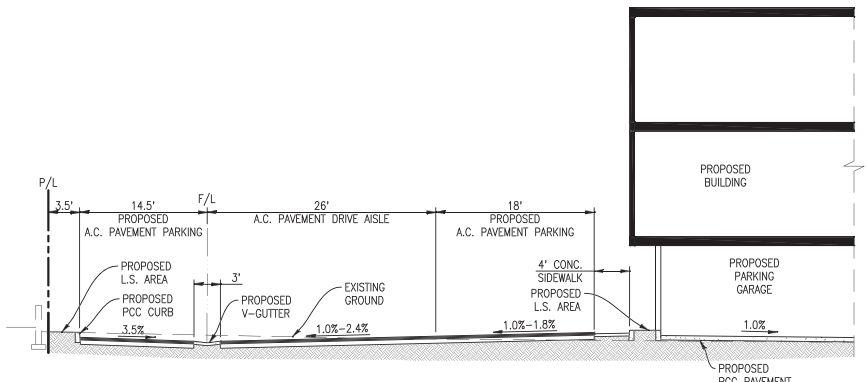 P/L
3.5'
14.5'
PROPOSED
A.C. PAVEMENT PARKING
F/L
26'
A.C. PAVEMENT DRIVE AISLE
18'
PROPOSED
A.C. PAVEMENT PARKING
PROPOSED
BUILDING
PROPOSED
L.S. AREA
PROPOSED
PCC CURB
3.5%
3'
PROPOSED
V-GUTTER
EXISTING
GROUND
1.0%-2.4%
1.0%-1.8%
4' CONC.
SIDEWALK
PROPOSED
L.S. AREA
PROPOSED
PARKING
GARAGE
1.0%
PROPOSED
PCC PAVEMENT